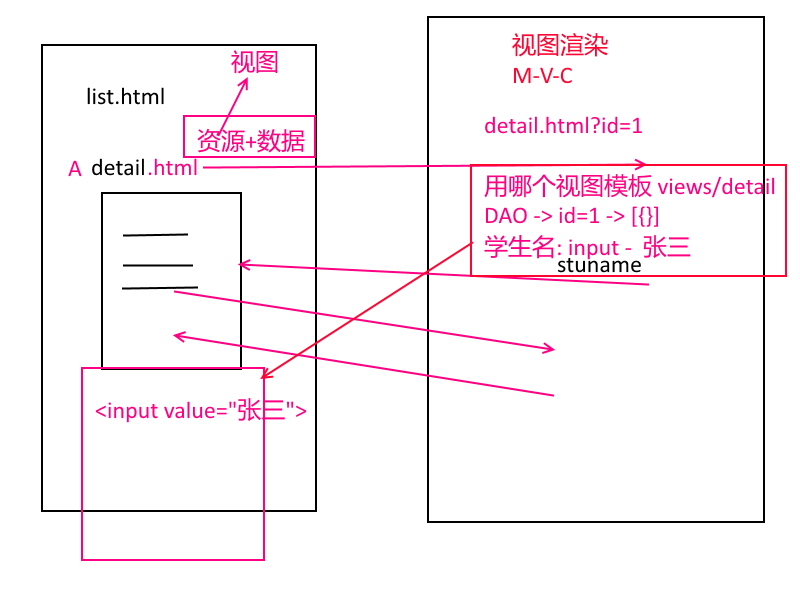 视图
list.html
资源+数据
A detail.html
<input value="张三">
视图渲染
M-V-C
detail.html?id=1
用哪个视图模板 views/detail
DAO -> id=1 -> [{}]
学生名: input - 张三
stuname